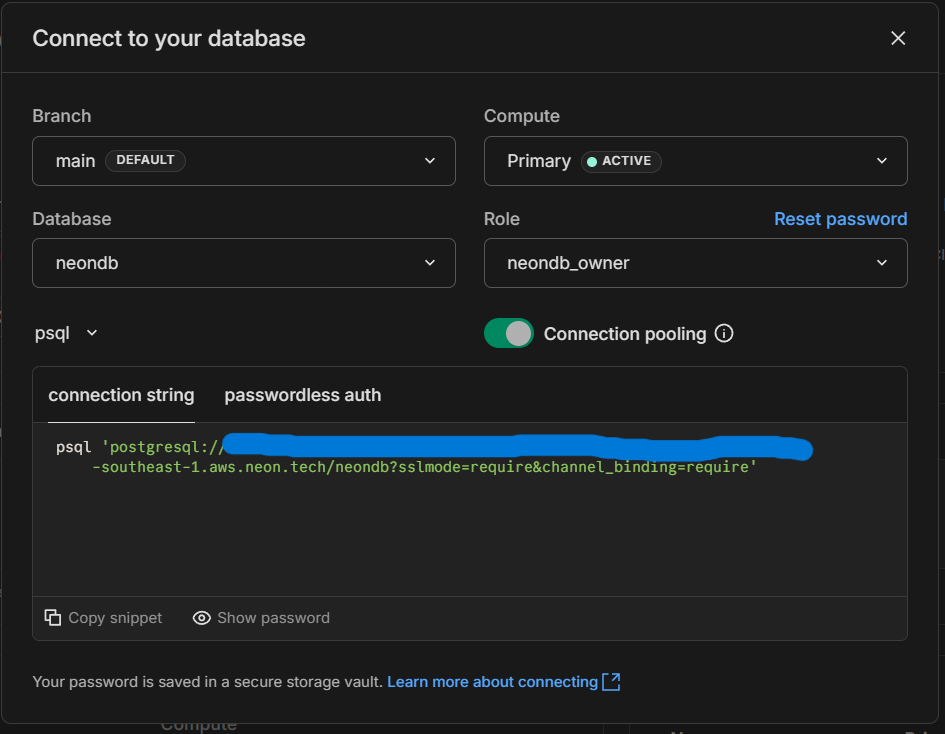 Connect to your database
Branch
Compute
main DEFAULT
Primary ACTIVE
Database
Role
Reset password
neondb
neondb_owner
psql
Connection pooling
connection string
passwordless auth
psql 'postgresql://
-southeast-1.aws.neon.tech/neondb?sslmode=require&channel_binding=require'
Copy snippet
Show password
Your password is saved in a secure storage vault. Learn more about connecting
Compute